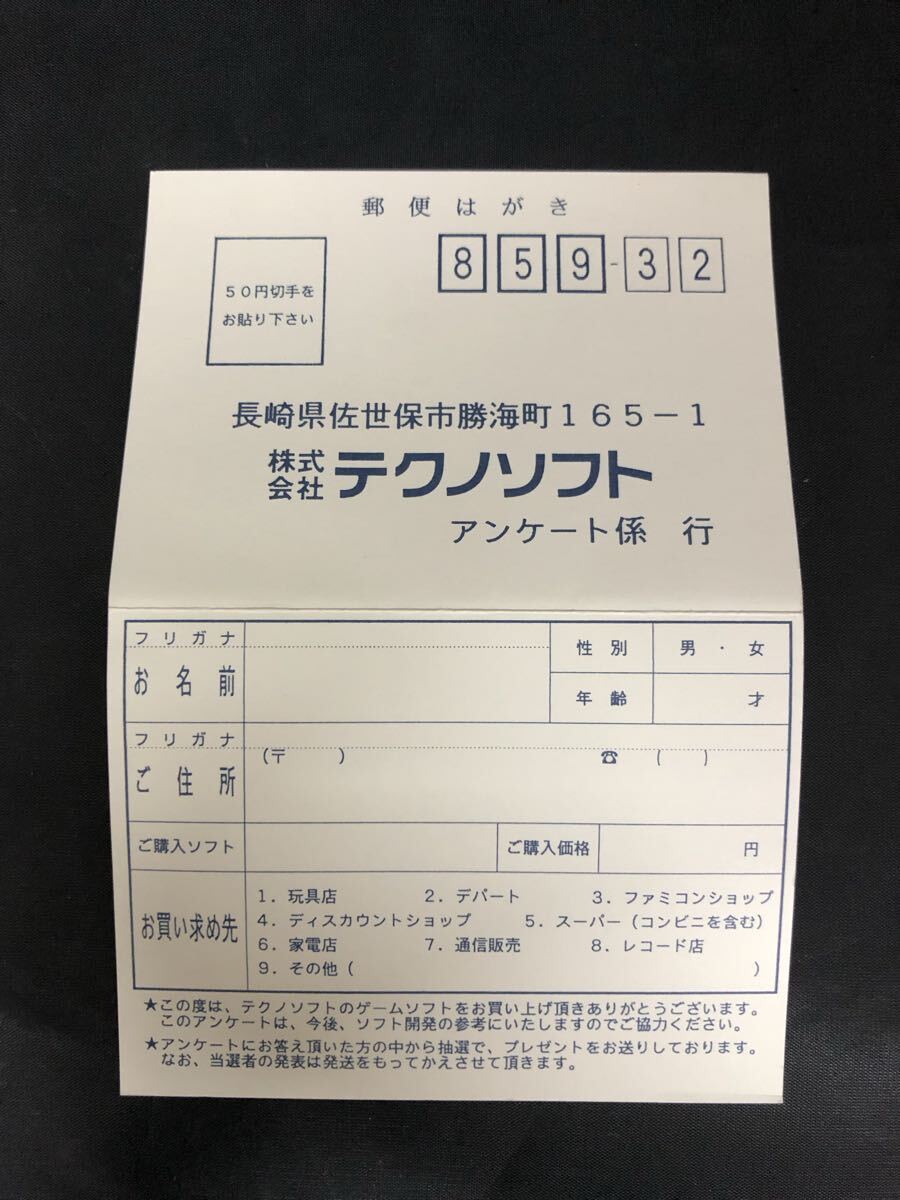 郵便はがき
50円切手を
お貼り下さい
859-32
長崎県佐世保市勝海町165-1
株式会社 テクノソフト
アンケート係 行
フリガナ
お名前
性別 男・女
年齢 才
フリガナ
ご住所
(〒 ) ☎ ( )
ご購入ソフト ご購入価格 円
お買い求め先
1. 玩具店 2. デパート 3. ファミコンショップ
4. ディスカウントショップ 5. スーパー(コンビニを含む)
6. 家電店 7. 通信販売 8. レコード店
9. その他( )
★この度は、テクノソフトのゲームソフトをお買い上げ頂きありがとうございます。
このアンケートは、今後、ソフト開発の参考にいたしますのでご協力ください。
★アンケートにお答え頂いた方の中から抽選で、プレゼントをお送りしております。
なお、当選者の発表は発送をもってかえさせて頂きます。